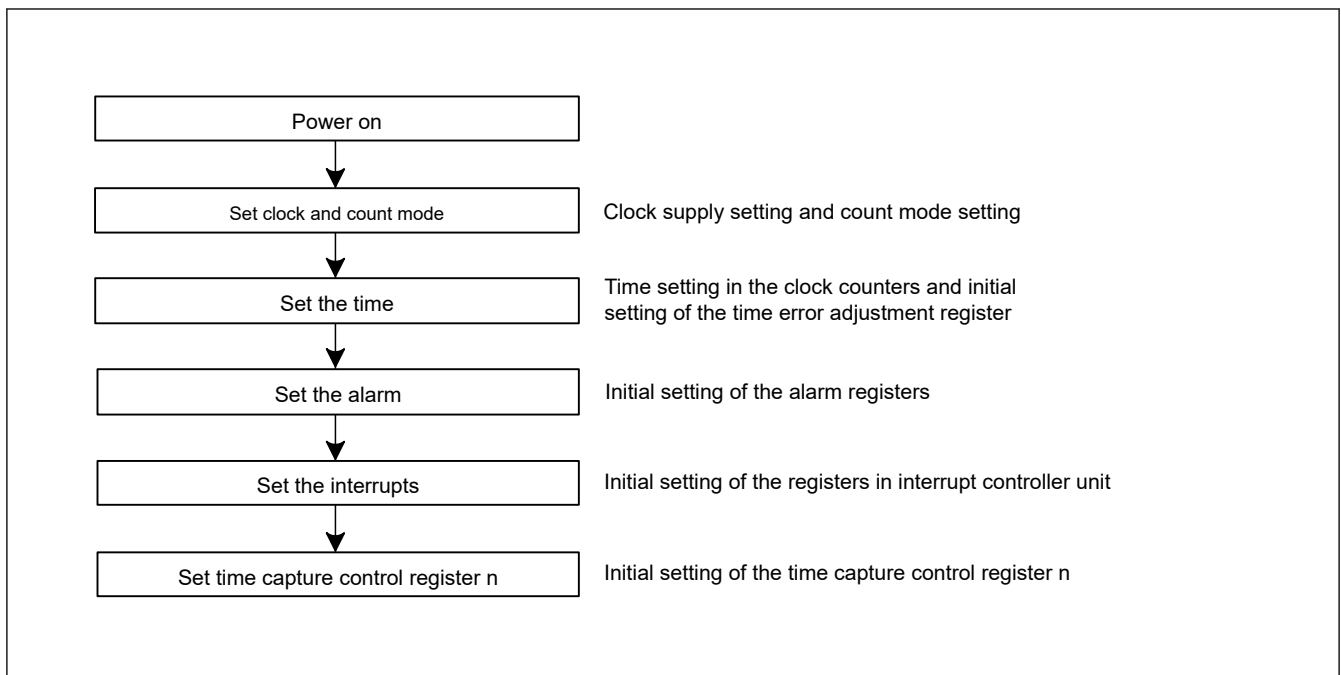 Power on
Set clock and count mode
Clock supply setting and count mode setting
Set the time
Time setting in the clock counters and initial
setting of the time error adjustment register
Set the alarm
Initial setting of the alarm registers
Set the interrupts
Initial setting of the registers in interrupt controller unit
Set time capture control register n
Initial setting of the time capture control register n